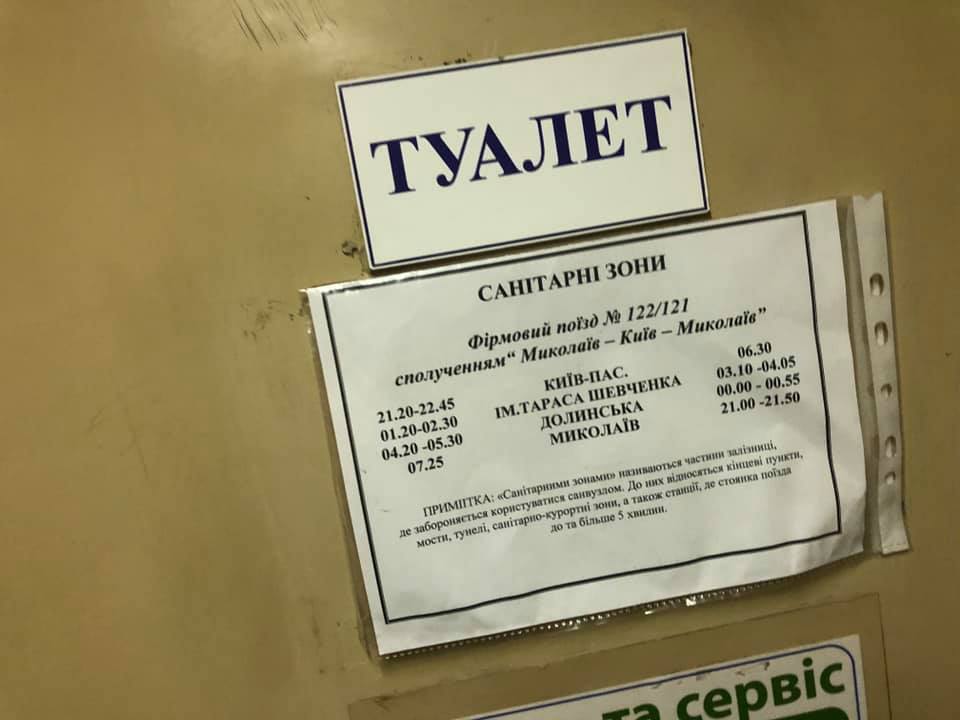 ТУАЛЕТ
САНІТАРНІ ЗОНИ
Фірмовий поїзд № 122/121
сполученням“ Миколаїв – Київ – Миколаїв”
21.20-22.45 КИЇВ-ПАС. 06.30
01.20-02.30 ІМ.ТАРАСА ШЕВЧЕНКА 03.10 -04.05
04.20 -05.30 ДОЛИНСЬКА 00.00 - 00.55
07.25 МИКОЛАЇВ 21.00 -21.50
ПРИМІІТКА: «Санітарними зонами» називаються частини залізниці,
де забороняється користуватися санвузлом. До них відносяться кінцеві пункти,
мости, тунелі, санітарно-курортні зони, а також станції, де стоянка поїзда
до та більше 5 хвилин.
та сервіс